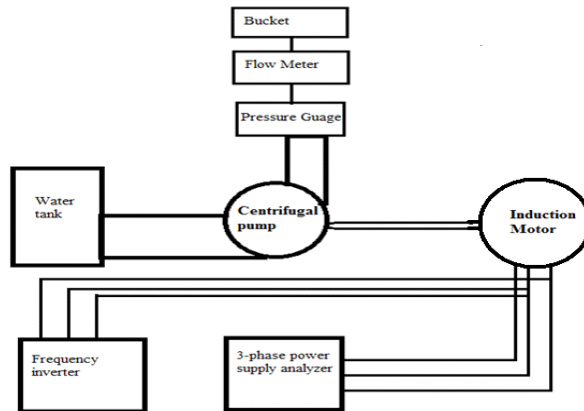 Bucket
Flow Meter
Pressure Guage
Water
tank
Centrifugal
pump
Induction
Motor
Frequency
inverter
3-phase power
supply analyzer